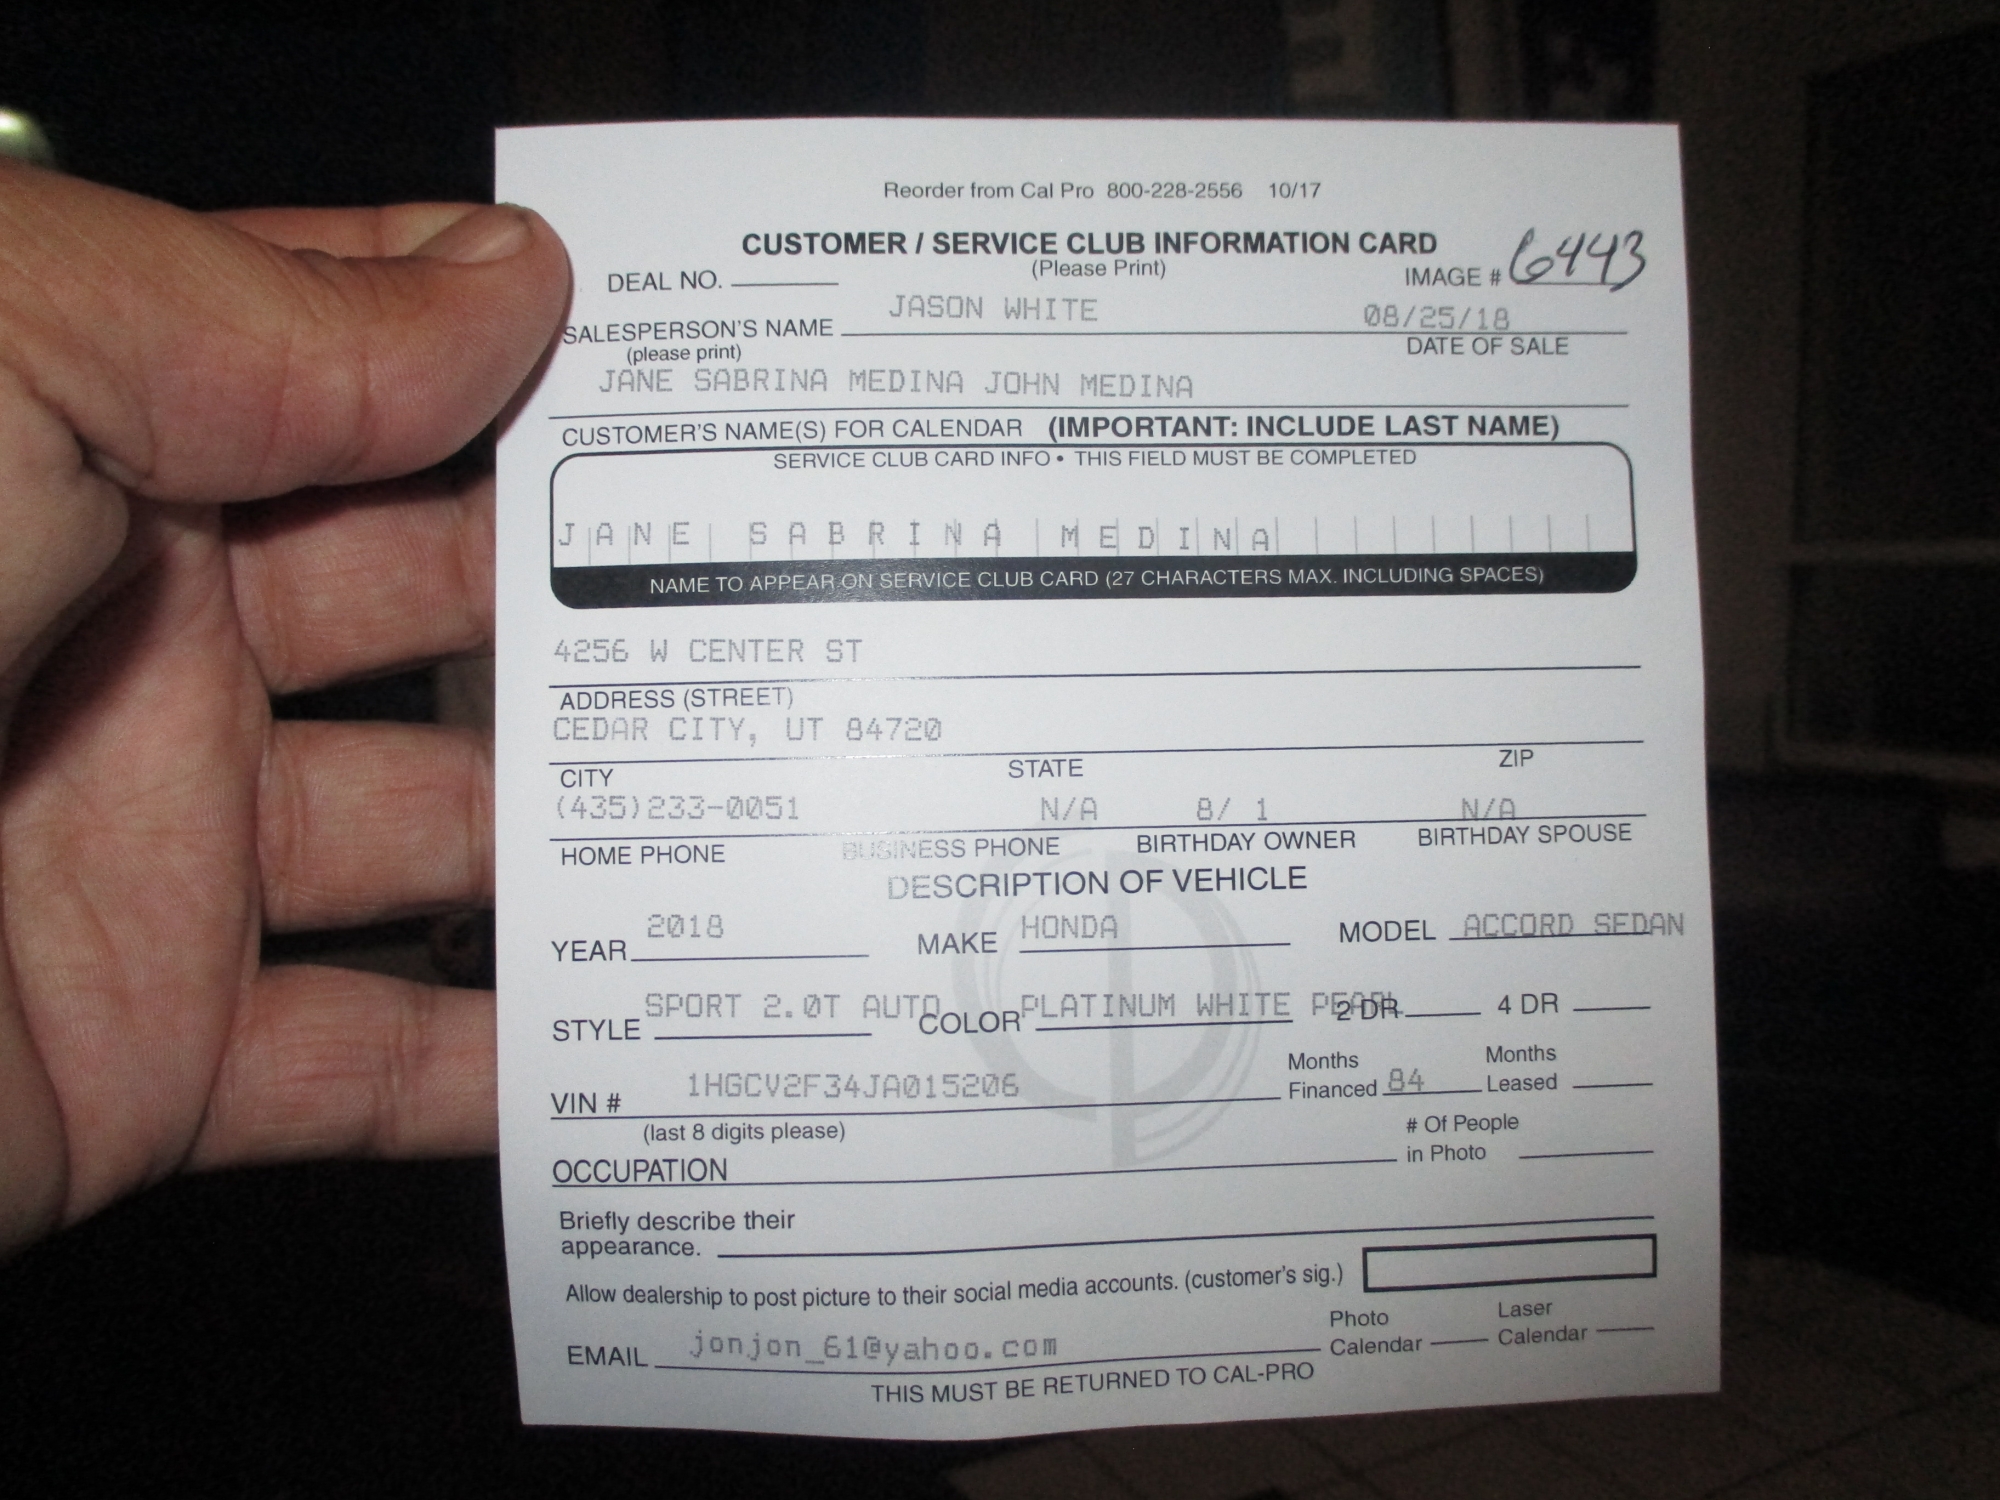 Reorder from Cal Pro 800-228-2556 10/17
CUSTOMER / SERVICE CLUB INFORMATION CARD
(Please Print)
DEAL NO. IMAGE # 6443
JASON WHITE 08/25/18
SALESPERSON'S NAME DATE OF SALE
(please print)
JANE SABRINA MEDINA JOHN MEDINA
CUSTOMER'S NAME(S) FOR CALENDAR (IMPORTANT: INCLUDE LAST NAME)
SERVICE CLUB CARD INFO • THIS FIELD MUST BE COMPLETED
JANE SABRINA MEDINA
NAME TO APPEAR ON SERVICE CLUB CARD (27 CHARACTERS MAX. INCLUDING SPACES)
4256 W CENTER ST
ADDRESS (STREET)
CEDAR CITY, UT 84720
CITY STATE ZIP
(435)233-0051 N/A 8/ 1 N/A
HOME PHONE BUSINESS PHONE BIRTHDAY OWNER BIRTHDAY SPOUSE
DESCRIPTION OF VEHICLE
YEAR 2018 MAKE HONDA MODEL ACCORD SEDAN
STYLE SPORT 2.0T AUTO COLOR PLATINUM WHITE PEARL 2 DR 4 DR
VIN # 1HGCV2F34JA015206 Months Financed 84 Months Leased
(last 8 digits please) # Of People
OCCUPATION in Photo
Briefly describe their
appearance.
Allow dealership to post picture to their social media accounts. (customer's sig.)
EMAIL jonjon_61@yahoo.com Photo Calendar Laser Calendar
THIS MUST BE RETURNED TO CAL-PRO